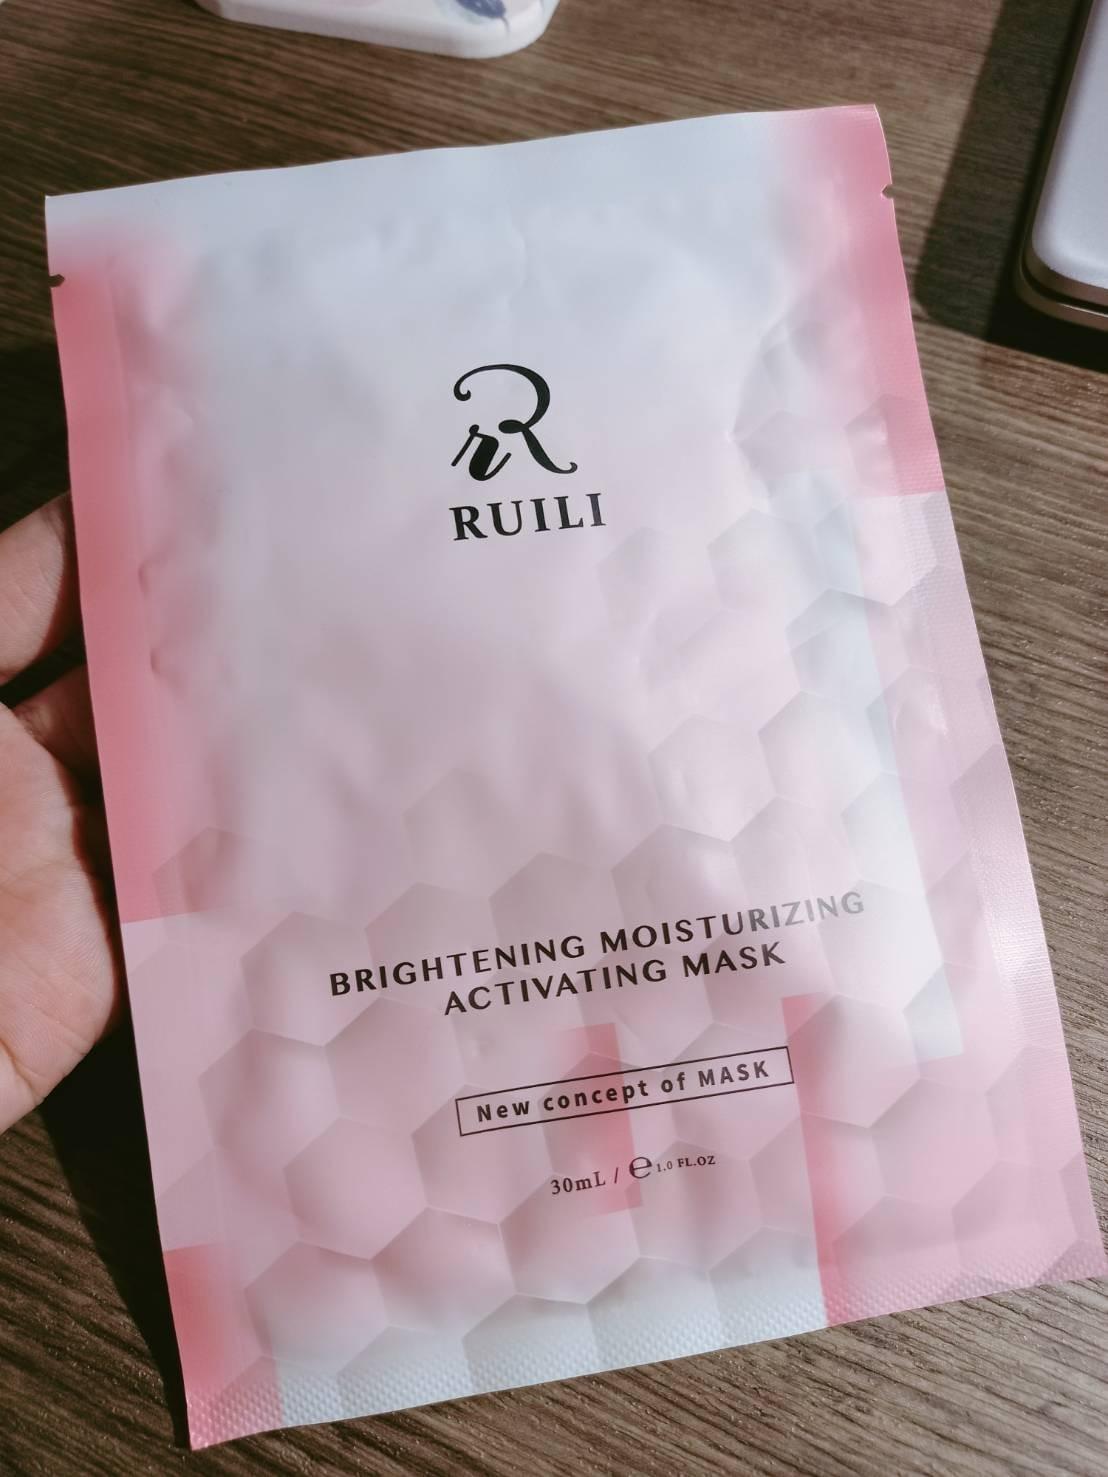 rR
RUILI
BRIGHTENING MOISTURIZING
ACTIVATING MASK
New concept of MASK
30mL / ℮ 1.0 FL.OZ